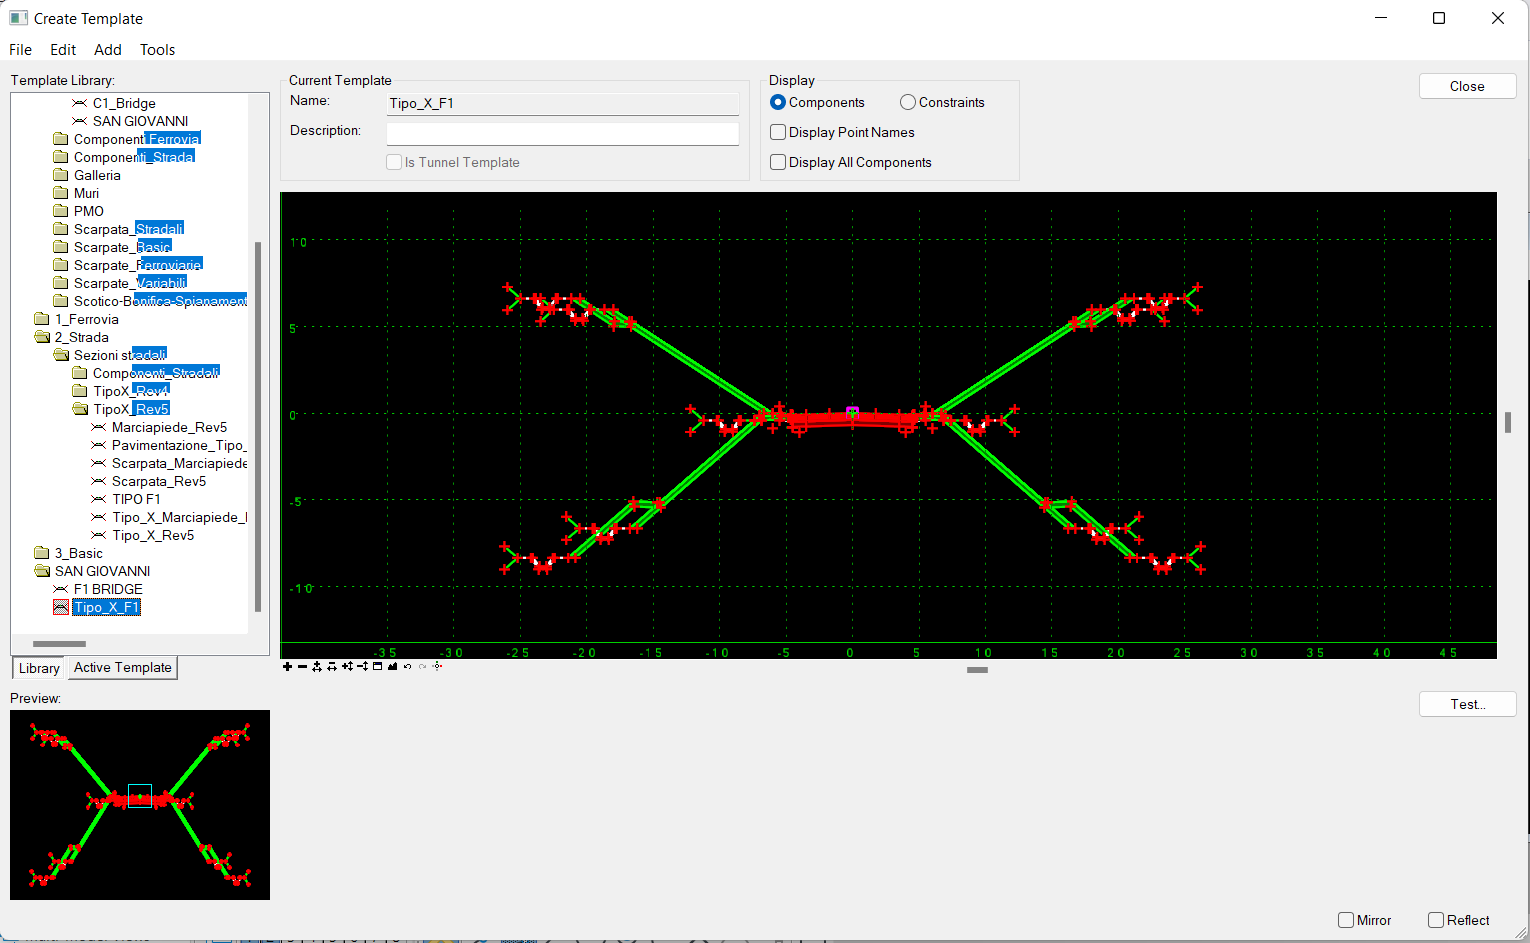 Create Template
File Edit Add Tools
Template Library:
C1_Bridge
SAN GIOVANNI
Componenti_Ferrovia
Componenti_Strada
Galleria
Muri
PMO
Scarpata_Stradali
Scarpate_Basic
Scarpate_Ferroviarie
Scarpate_Variabili
Scotico-Bonifica-Spianament
1_Ferrovia
2_Strada
Sezioni stradali
Componenti_Stradali
TipoX_Rev4
TipoX_Rev5
Marciapiede_Rev5
Pavimentazione_Tipo_
Scarpata_Marciapiede
Scarpata_Rev5
TIPO F1
Tipo_X_Marciapiede_
Tipo_X_Rev5
3_Basic
SAN GIOVANNI
F1 BRIDGE
Tipo_X_F1
Library Active Template
Preview:
Current Template
Name: Tipo_X_F1
Description:
Is Tunnel Template
Display
Components Constraints
Display Point Names
Display All Components
Close
10
5
0
-5
-10
-35 -30 -25 -20 -15 -10 -5 0 5 10 15 20 25 30 35 40 45
Test...
Mirror Reflect